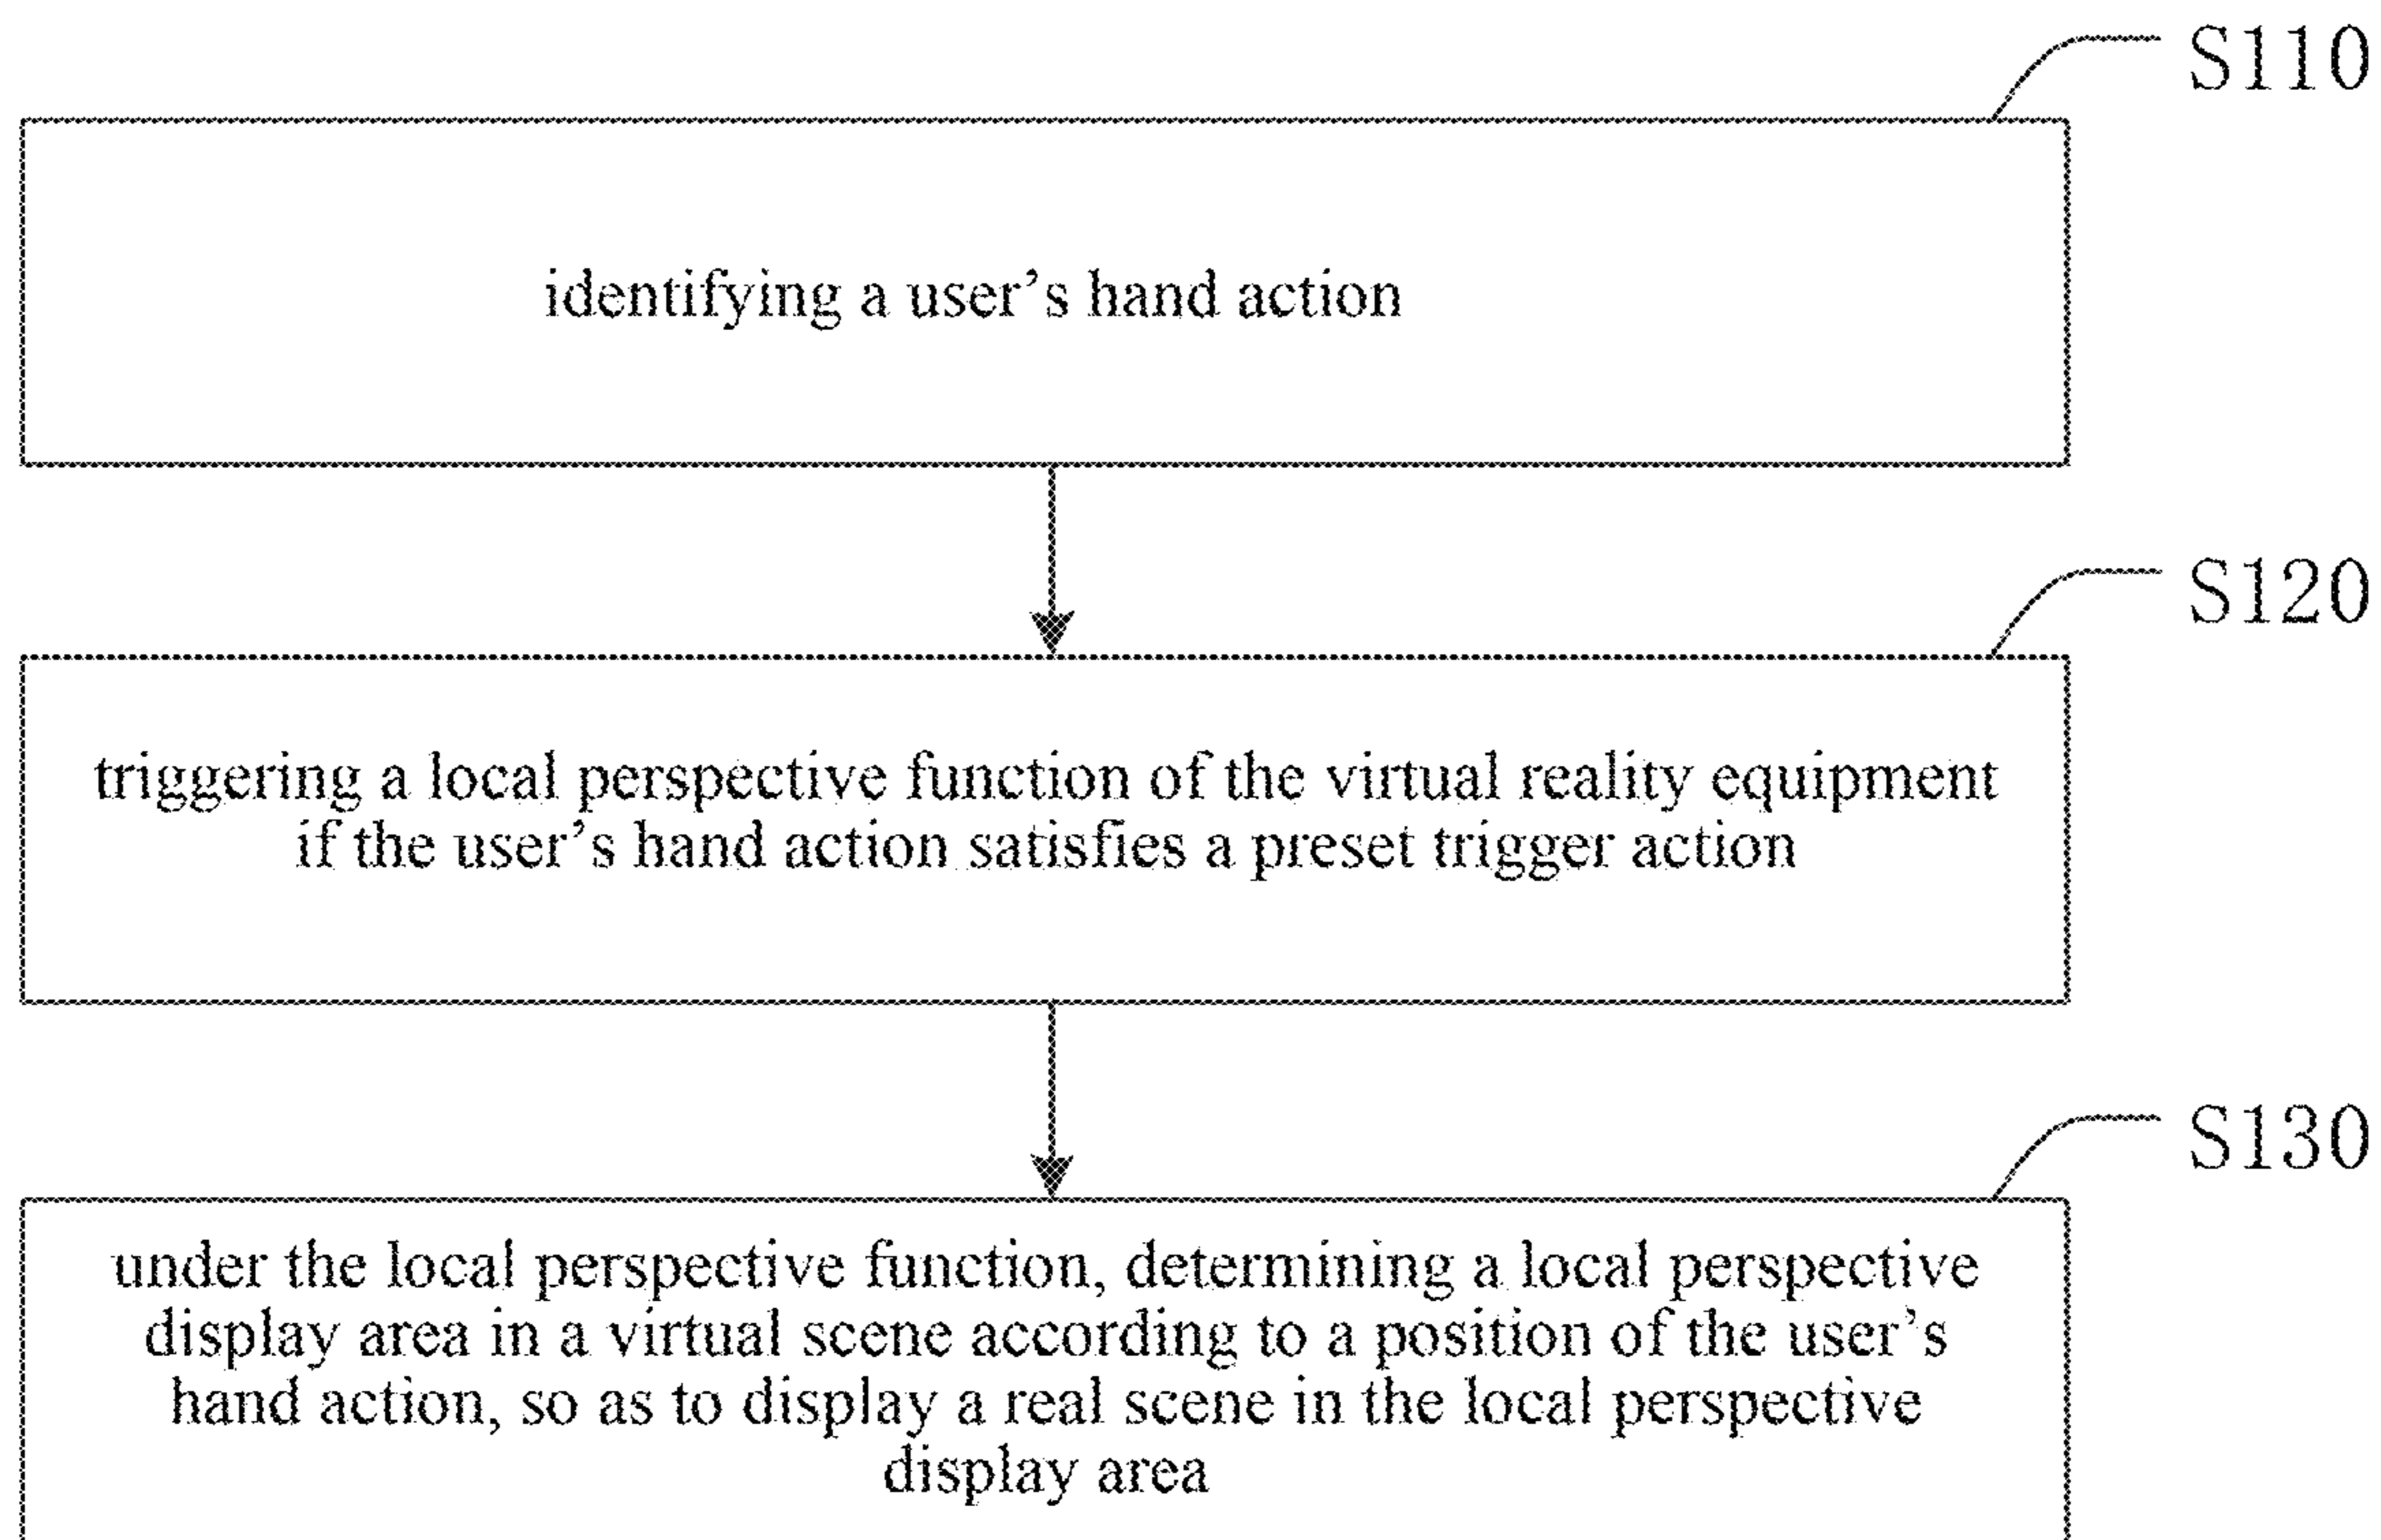 S110
identifying a user’s hand action
S120
triggering a local perspective function of the virtual reality equipment
if the user’s hand action satisfies a preset trigger action
S130
under the local perspective function, determining a local perspective
display area in a virtual scene according to a position of the user’s
hand action, so as to display a real scene in the local perspective
display area